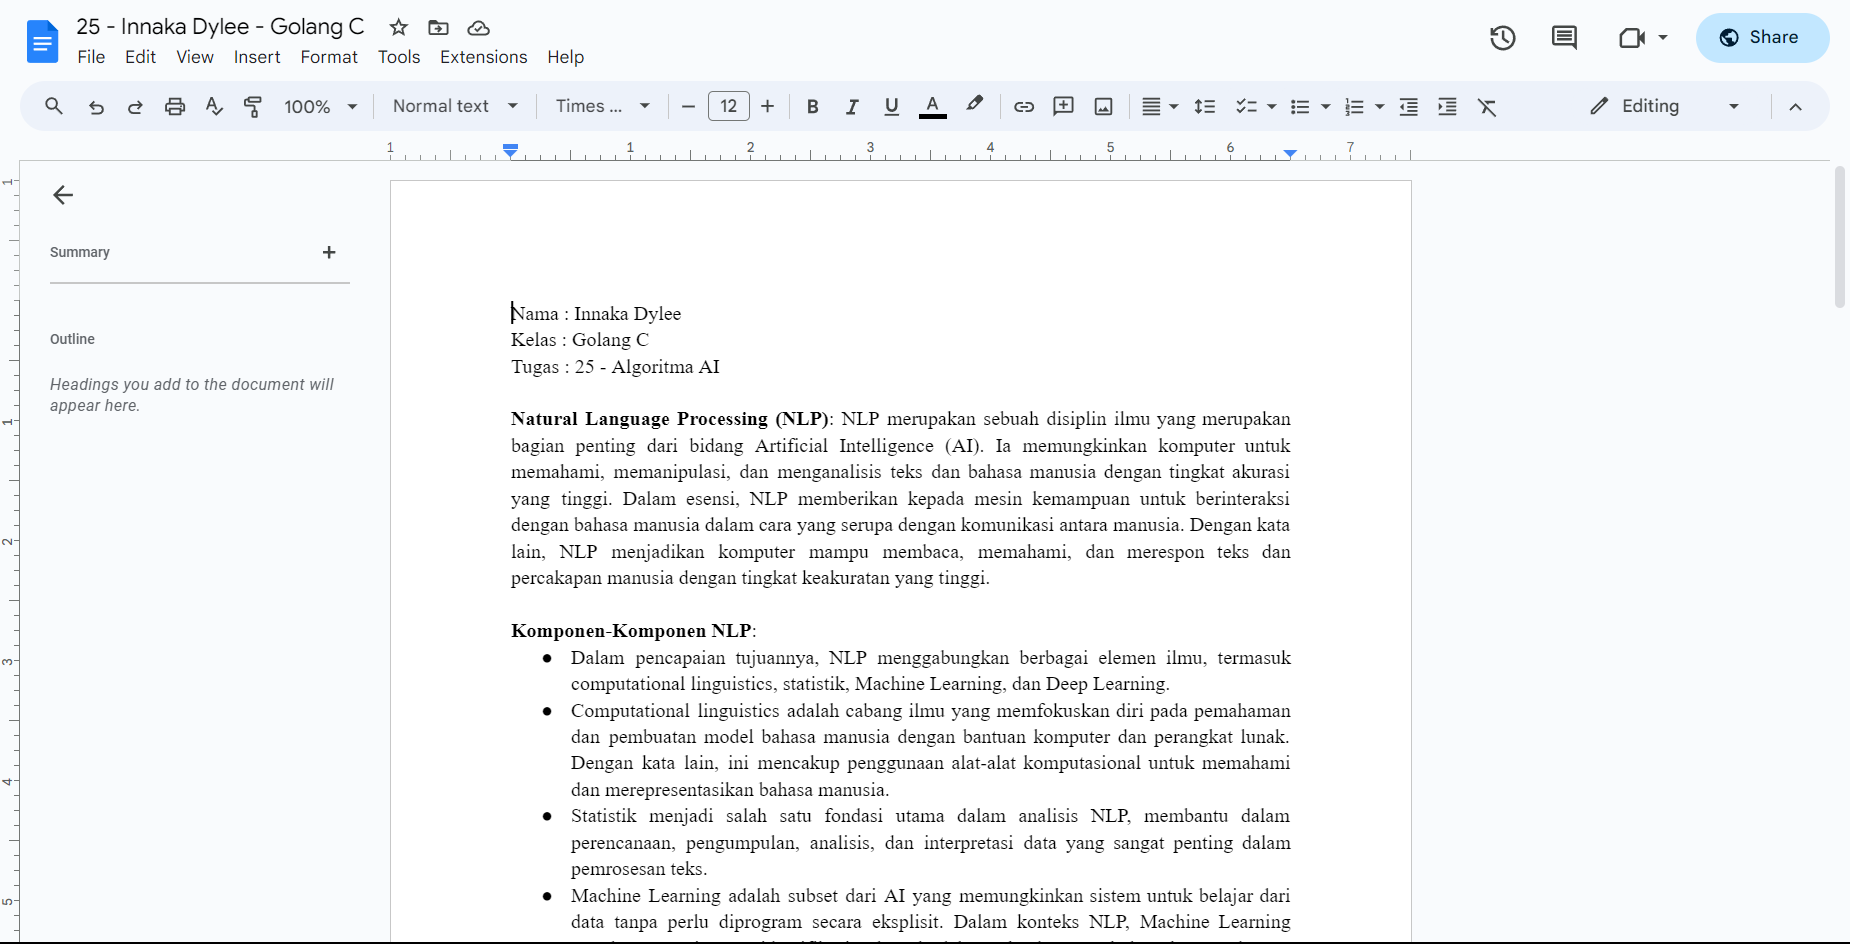 25 - Innaka Dylee - Golang C
File Edit View Insert Format Tools Extensions Help
Share
100% Normal text Times ... 12 B I U A Editing
1 1 2 3 4 5 6 7
Summary
Outline
Headings you add to the document will
appear here.
1
1
2
3
4
5
Nama : Innaka Dylee
Kelas : Golang C
Tugas : 25 - Algoritma AI
Natural Language Processing (NLP): NLP merupakan sebuah disiplin ilmu yang merupakan
bagian penting dari bidang Artificial Intelligence (AI). Ia memungkinkan komputer untuk
memahami, memanipulasi, dan menganalisis teks dan bahasa manusia dengan tingkat akurasi
yang tinggi. Dalam esensi, NLP memberikan kepada mesin kemampuan untuk berinteraksi
dengan bahasa manusia dalam cara yang serupa dengan komunikasi antara manusia. Dengan kata
lain, NLP menjadikan komputer mampu membaca, memahami, dan merespon teks dan
percakapan manusia dengan tingkat keakuratan yang tinggi.
Komponen-Komponen NLP:
● Dalam pencapaian tujuannya, NLP menggabungkan berbagai elemen ilmu, termasuk
computational linguistics, statistik, Machine Learning, dan Deep Learning.
● Computational linguistics adalah cabang ilmu yang memfokuskan diri pada pemahaman
dan pembuatan model bahasa manusia dengan bantuan komputer dan perangkat lunak.
Dengan kata lain, ini mencakup penggunaan alat-alat komputasional untuk memahami
dan merepresentasikan bahasa manusia.
● Statistik menjadi salah satu fondasi utama dalam analisis NLP, membantu dalam
perencanaan, pengumpulan, analisis, dan interpretasi data yang sangat penting dalam
pemrosesan teks.
● Machine Learning adalah subset dari AI yang memungkinkan sistem untuk belajar dari
data tanpa perlu diprogram secara eksplisit. Dalam konteks NLP, Machine Learning